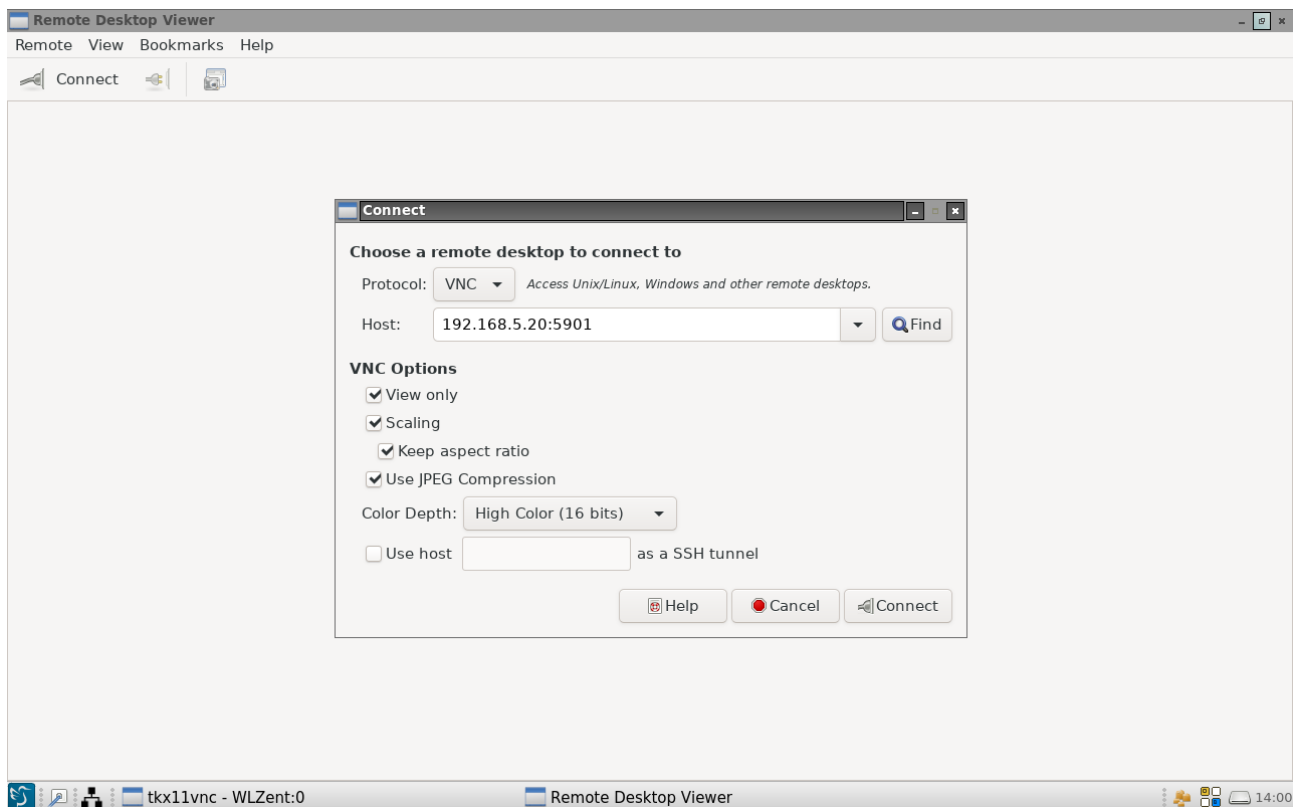 Remote Desktop Viewer
Remote View Bookmarks Help
Connect
Connect
Choose a remote desktop to connect to
Protocol: VNC Access Unix/Linux, Windows and other remote desktops.
Host: 192.168.5.20:5901 Find
VNC Options
View only
Scaling
Keep aspect ratio
Use JPEG Compression
Color Depth: High Color (16 bits)
Use host as a SSH tunnel
Help Cancel Connect
tkx11vnc - WLZent:0 Remote Desktop Viewer 14:00